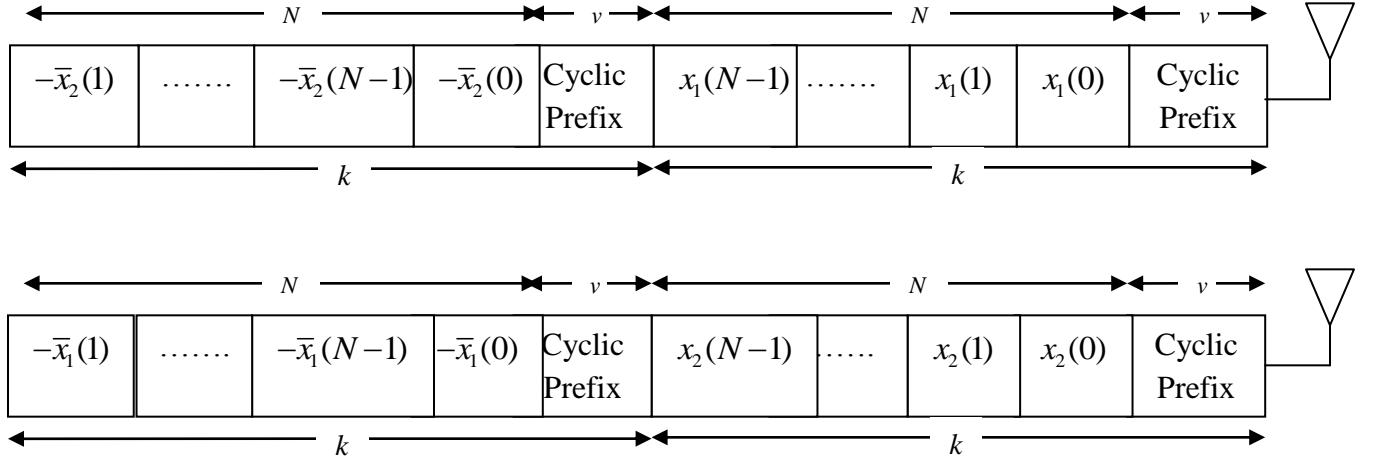 N v N v
−x̄₂(1) ....... −x̄₂(N−1) −x̄₂(0) Cyclic Prefix x₁(N−1) ....... x₁(1) x₁(0) Cyclic Prefix
k k
N v N v
−x̄₁(1) ....... −x̄₁(N−1) −x̄₁(0) Cyclic Prefix x₂(N−1) ...... x₂(1) x₂(0) Cyclic Prefix
k k